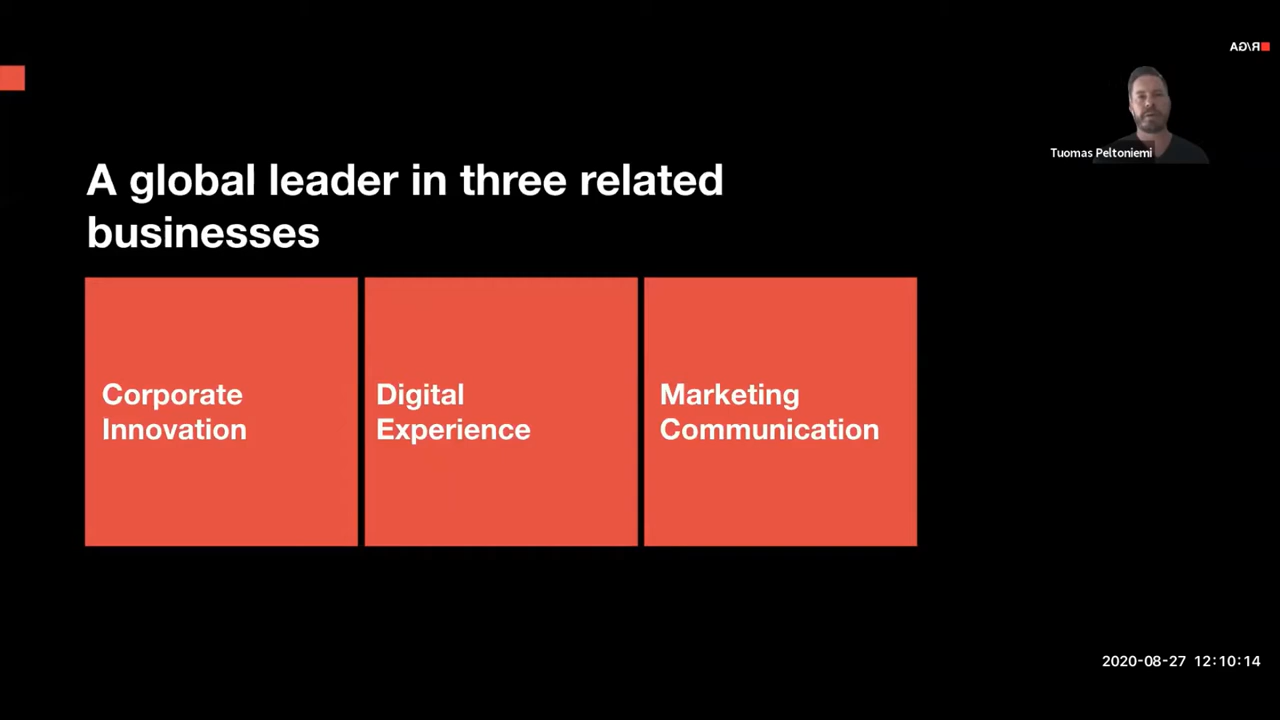 R/GA
Tuomas Peltoniemi
A global leader in three related
businesses
Corporate
Innovation
Digital
Experience
Marketing
Communication
2020-08-27 12:10:14